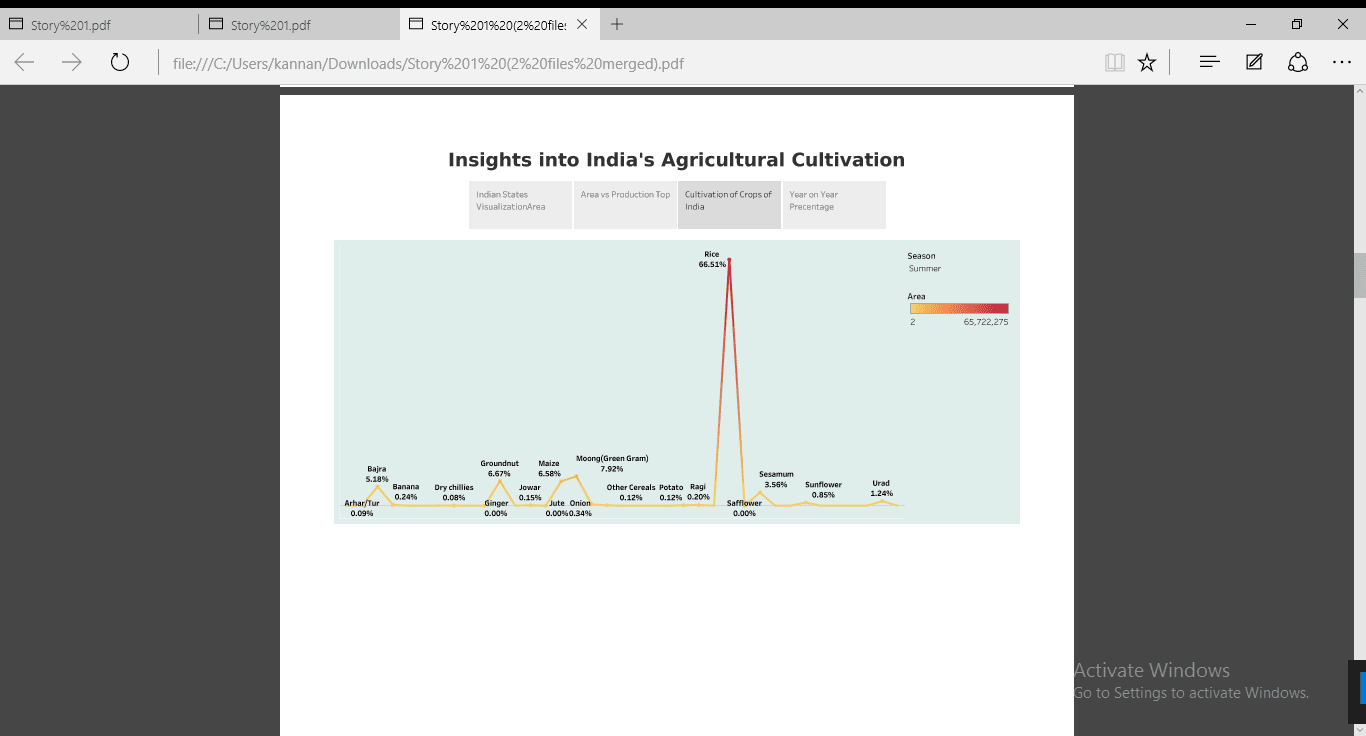 Story%201.pdf
Story%201.pdf
Story%201%20(2%20file
file:///C:/Users/kannan/Downloads/Story%201%20(2%20files%20merged).pdf
Insights into India's Agricultural Cultivation
Indian States
VisualizationArea
Area vs Production Top
Cultivation of Crops of
India
Year on Year
Precentage
Rice
66.51%
Season
Summer
Area
2
65,722,275
Bajra
5.18%
Banana
0.24%
Arhar/Tur
0.09%
Dry chillies
0.08%
Groundnut
6.67%
Ginger
0.00%
Jowar
0.15%
Maize
6.58%
Jute
0.00%
Moong(Green Gram)
7.92%
Onion
0.34%
Other Cereals
0.12%
Potato
0.12%
Ragi
0.20%
Safflower
0.00%
Sesamum
3.56%
Sunflower
0.85%
Urad
1.24%
Activate Windows
Go to Settings to activate Windows.